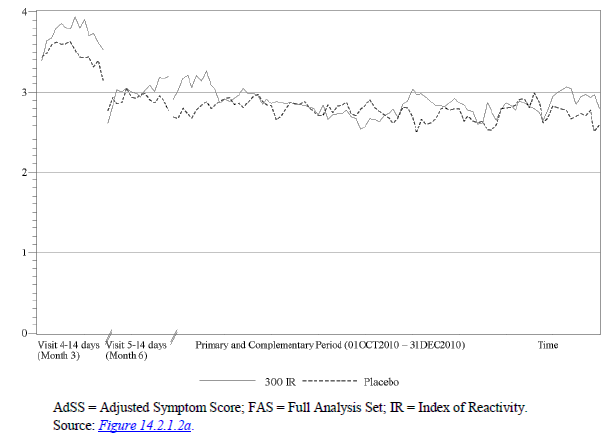 4
3
2
1
0
Visit 4-14 days Visit 5-14 days Primary and Complementary Period (01OCT2010 – 31DEC2010) Time
(Month 3) (Month 6)
300 IR Placebo
AdSS = Adjusted Symptom Score; FAS = Full Analysis Set; IR = Index of Reactivity.
Source: Figure 14.2.1.2a.